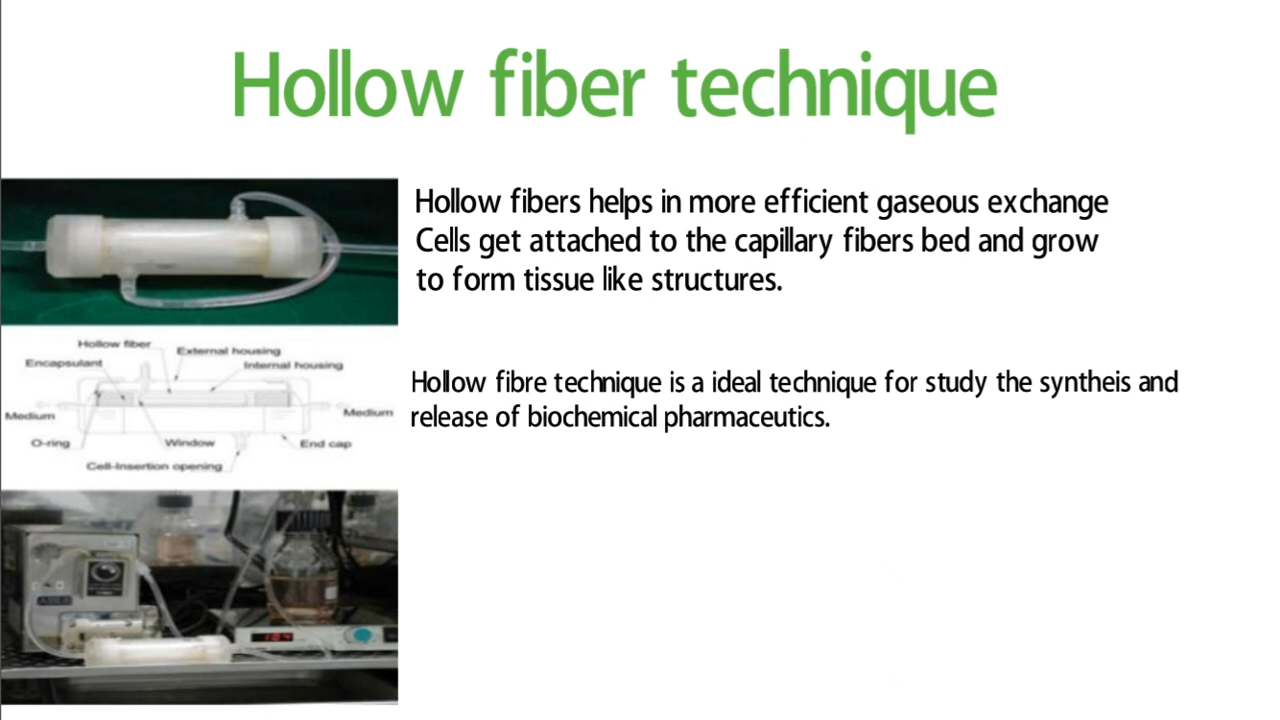 Hollow fiber technique
Hollow fibers helps in more efficient gaseous exchange
Cells get attached to the capillary fibers bed and grow
to form tissue like structures.
Hollow fiber
External housing
Encapsulant
Internal housing
Medium
Medium
O-ring
Window
End cap
Cell-Insertion opening
Hollow fibre technique is a ideal technique for study the syntheis and
release of biochemical pharmaceutics.